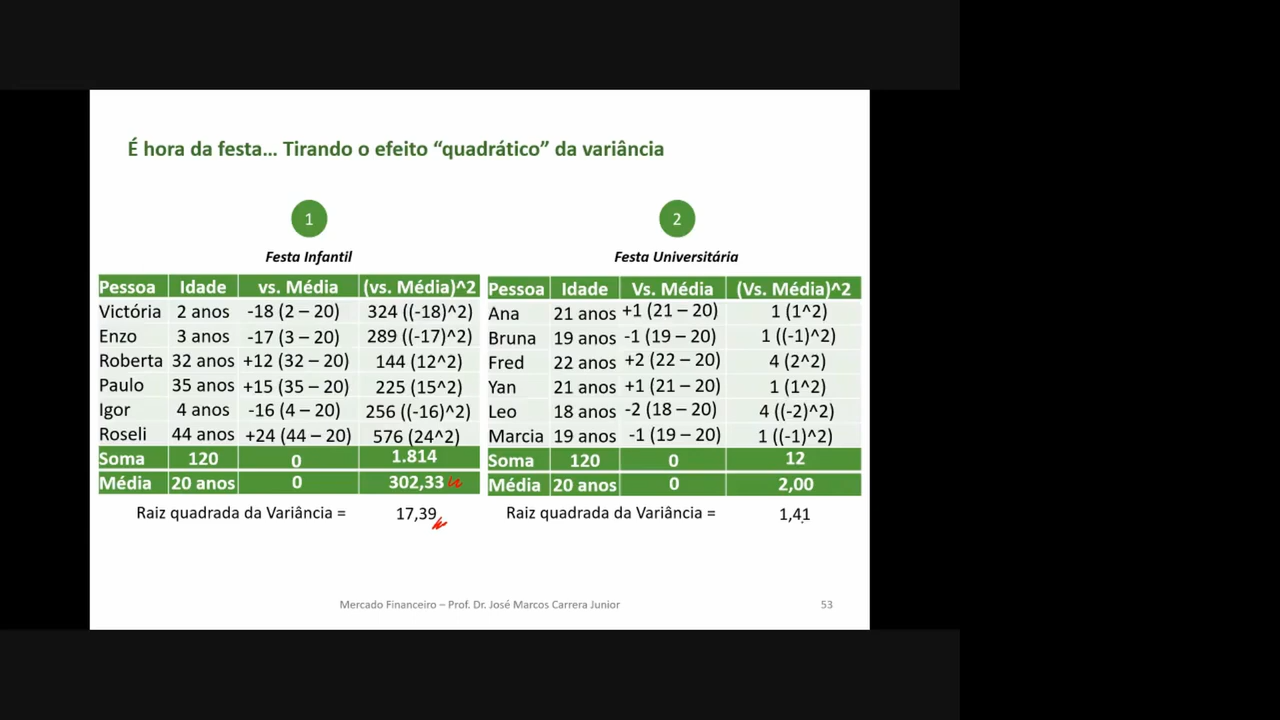 É hora da festa... Tirando o efeito “quadrático” da variância
1
Festa Infantil
Pessoa Idade vs. Média (vs. Média)^2
Victória 2 anos -18 (2 – 20) 324 ((-18)^2)
Enzo 3 anos -17 (3 – 20) 289 ((-17)^2)
Roberta 32 anos +12 (32 – 20) 144 (12^2)
Paulo 35 anos +15 (35 – 20) 225 (15^2)
Igor 4 anos -16 (4 – 20) 256 ((-16)^2)
Roseli 44 anos +24 (44 – 20) 576 (24^2)
Soma 120 0 1.814
Média 20 anos 0 302,33
Raiz quadrada da Variância = 17,39
2
Festa Universitária
Pessoa Idade Vs. Média (Vs. Média)^2
Ana 21 anos +1 (21 – 20) 1 (1^2)
Bruna 19 anos -1 (19 – 20) 1 ((-1)^2)
Fred 22 anos +2 (22 – 20) 4 (2^2)
Yan 21 anos +1 (21 – 20) 1 (1^2)
Leo 18 anos -2 (18 – 20) 4 ((-2)^2)
Marcia 19 anos -1 (19 – 20) 1 ((-1)^2)
Soma 120 0 12
Média 20 anos 0 2,00
Raiz quadrada da Variância = 1,41
Mercado Financeiro – Prof. Dr. José Marcos Carrera Junior 53